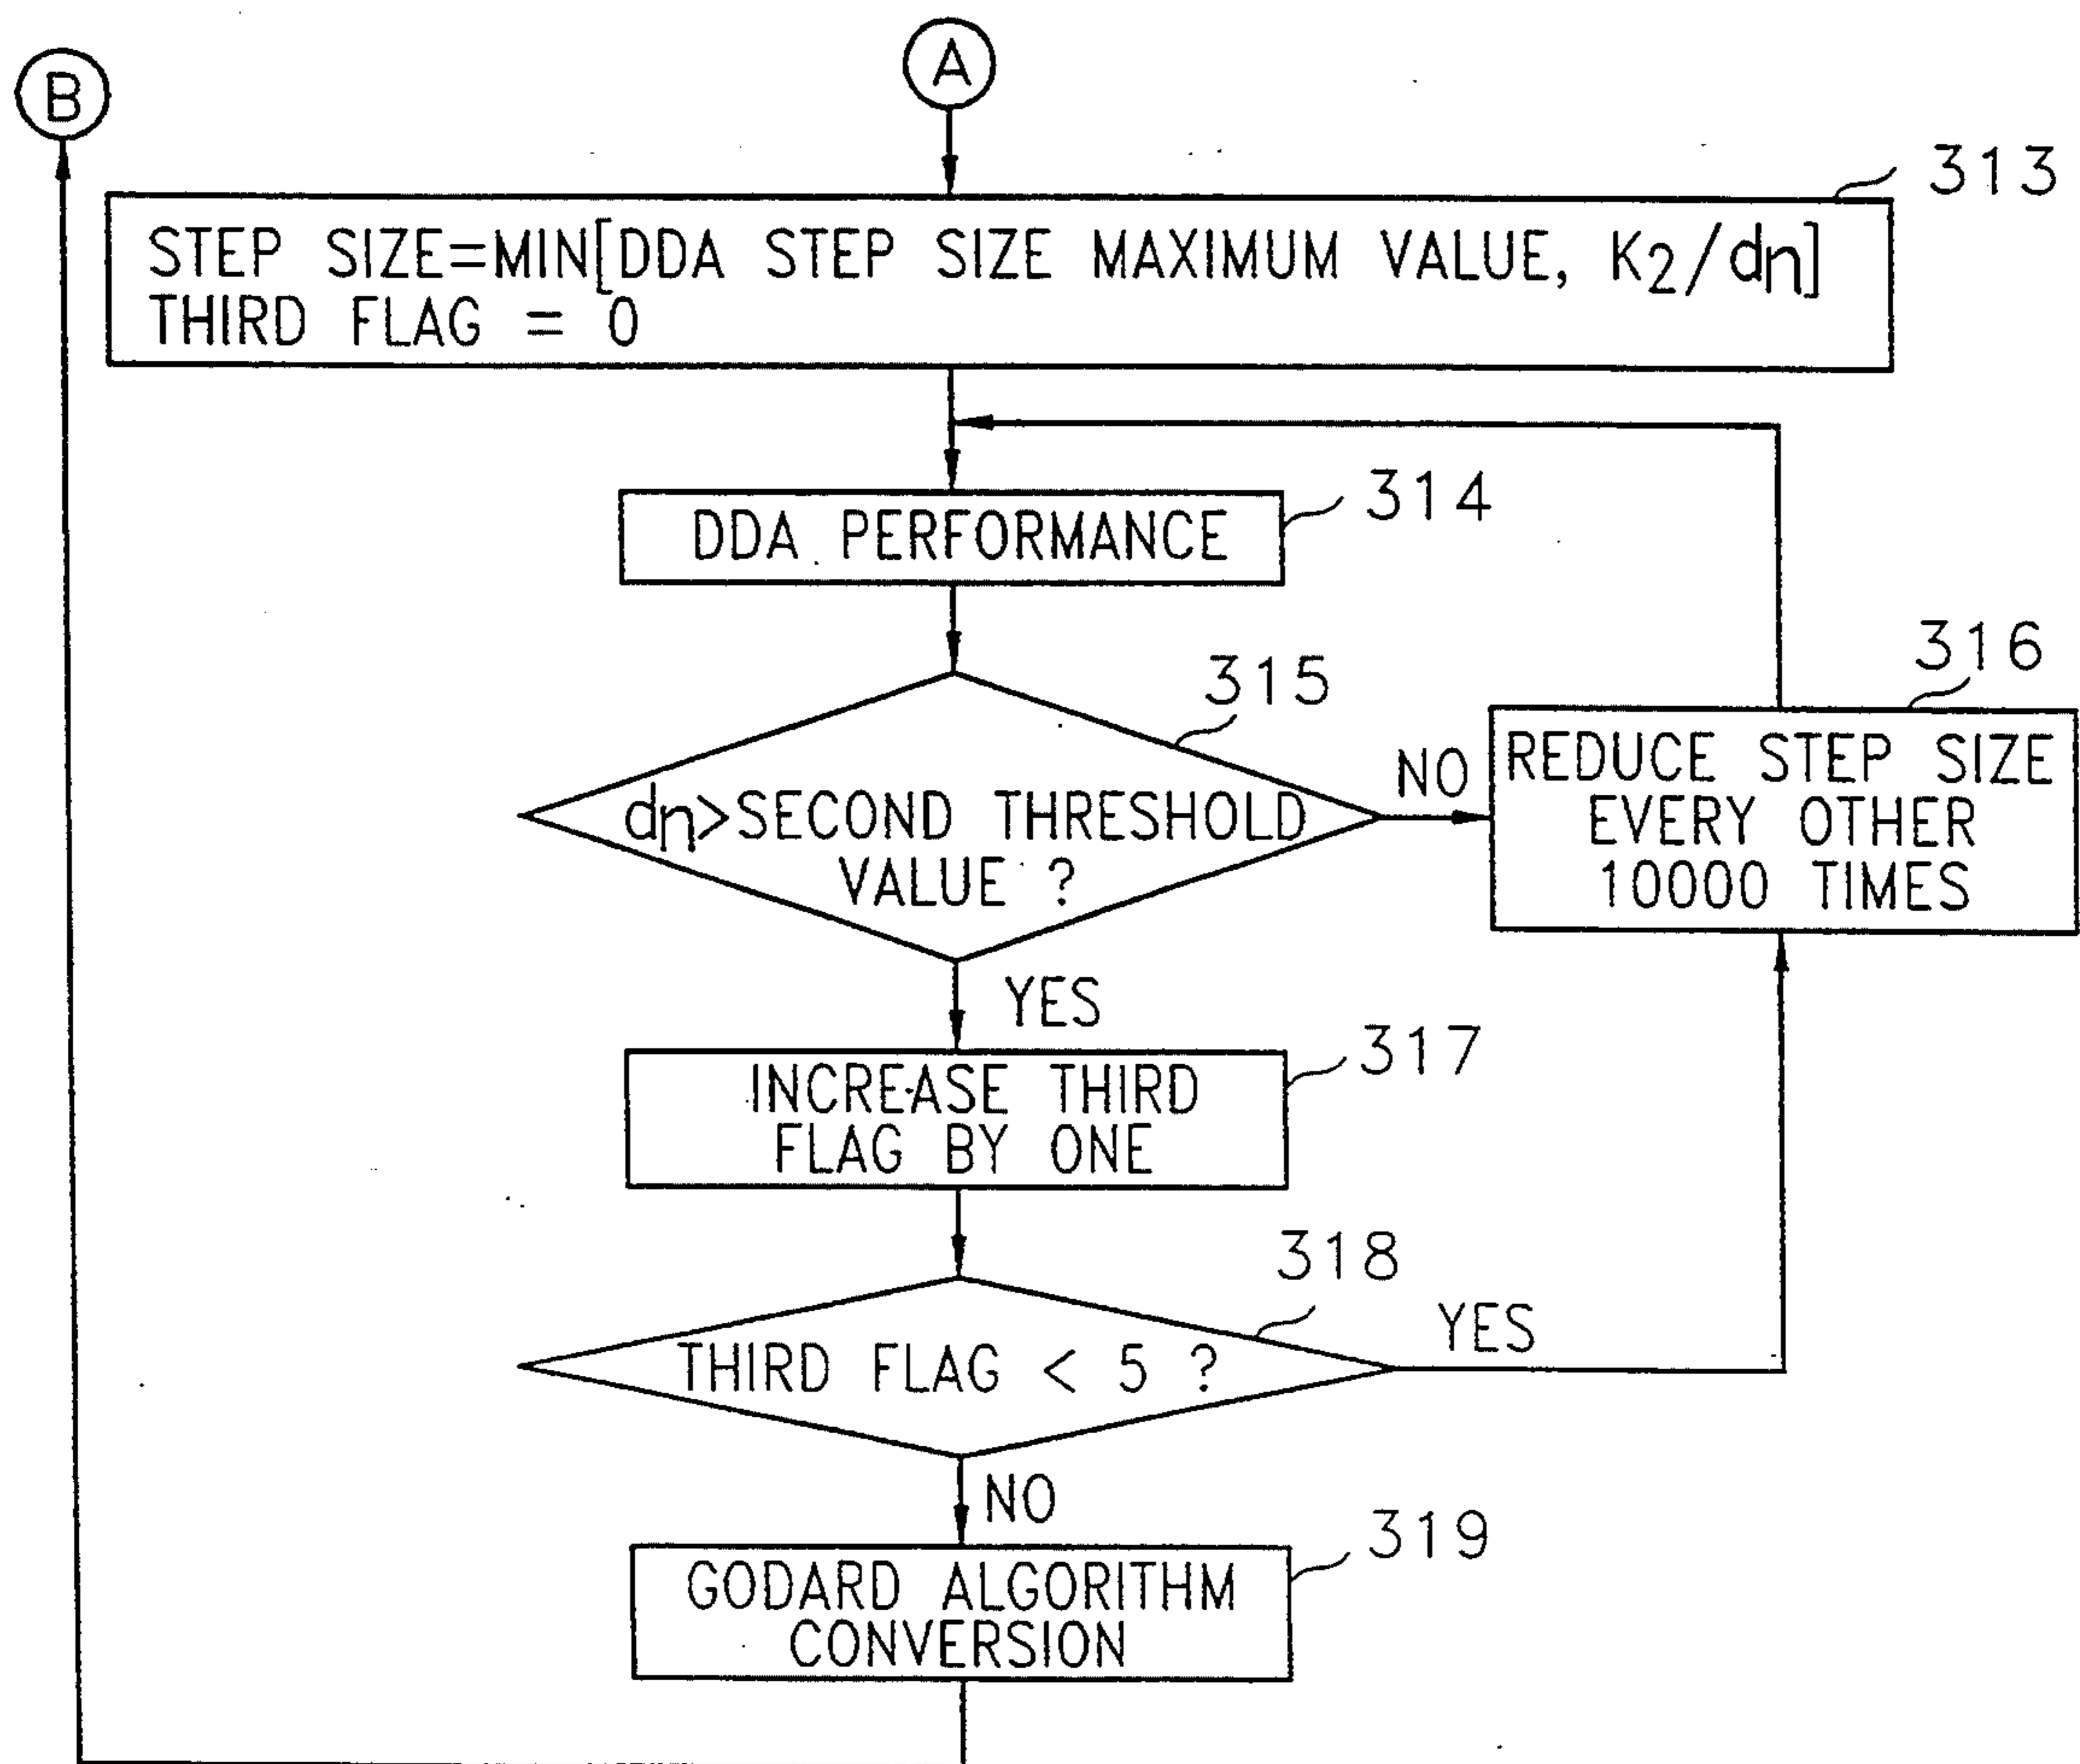 B
A
313
STEP SIZE=MIN[DDA STEP SIZE MAXIMUM VALUE, K2/dn]
THIRD FLAG = 0
314
DDA PERFORMANCE
315
dn>SECOND THRESHOLD
VALUE ?
NO
316
REDUCE STEP SIZE
EVERY OTHER
10000 TIMES
YES
317
INCREASE THIRD
FLAG BY ONE
318
THIRD FLAG < 5 ?
YES
NO
319
GODARD ALGORITHM
CONVERSION